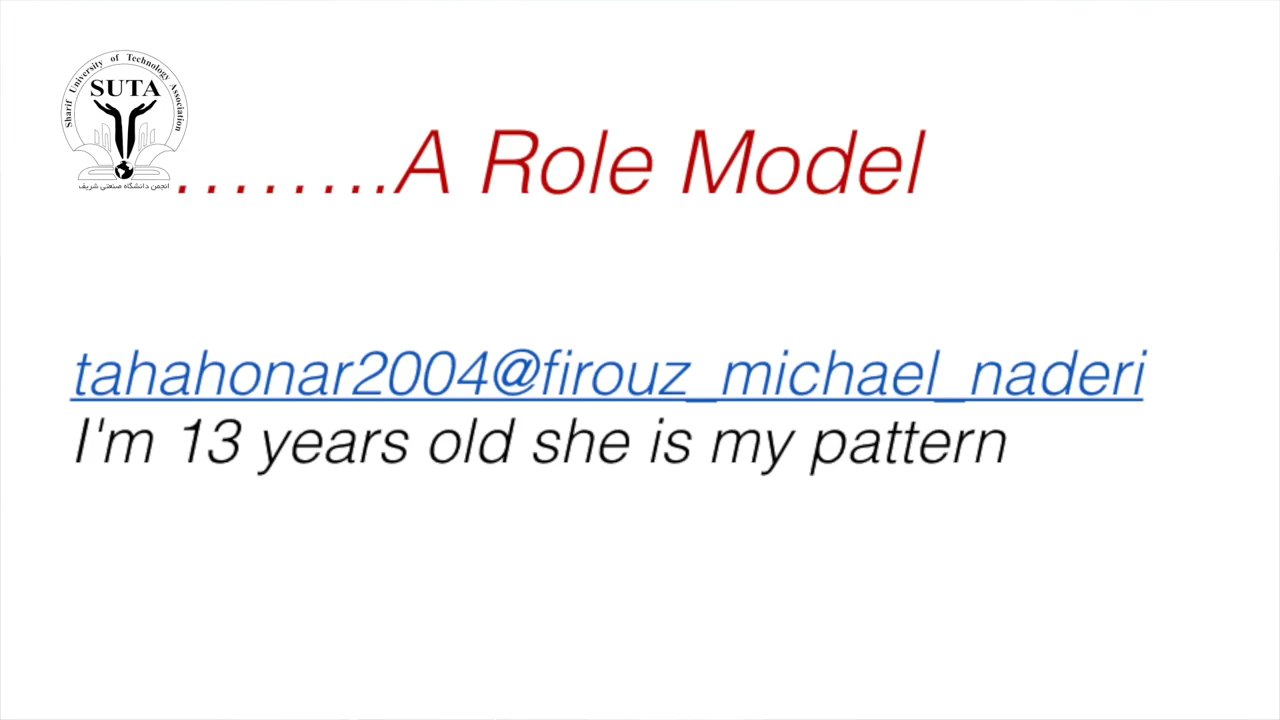 Sharif University of Technology Association
SUTA
انجمن دانشگاه صنعتی شریف
........A Role Model
tahahonar2004@firouz_michael_naderi
I'm 13 years old she is my pattern